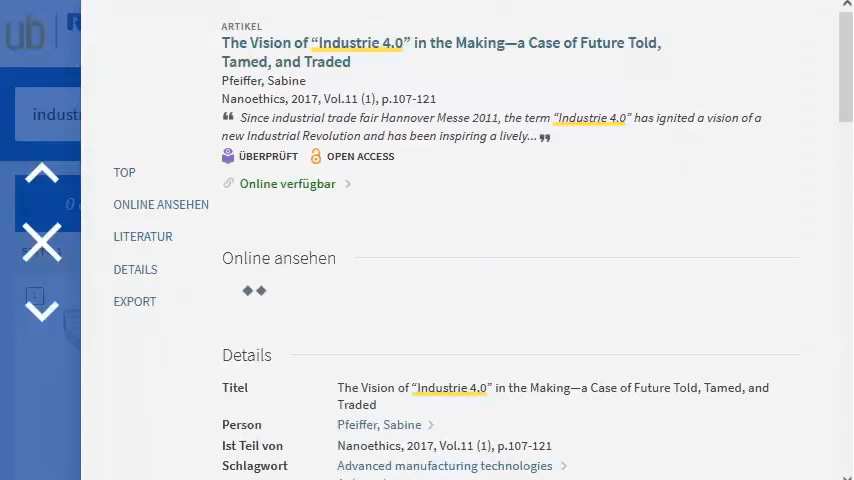 ub
R
industr
0
1
TOP
ONLINE ANSEHEN
LITERATUR
DETAILS
EXPORT
ARTIKEL
The Vision of “Industrie 4.0” in the Making—a Case of Future Told,
Tamed, and Traded
Pfeiffer, Sabine
Nanoethics, 2017, Vol.11 (1), p.107-121
“ Since industrial trade fair Hannover Messe 2011, the term “Industrie 4.0” has ignited a vision of a
new Industrial Revolution and has been inspiring a lively... ”
ÜBERPRÜFT OPEN ACCESS
Online verfügbar
Online ansehen
Details
Titel The Vision of “Industrie 4.0” in the Making—a Case of Future Told, Tamed, and
Traded
Person Pfeiffer, Sabine
Ist Teil von Nanoethics, 2017, Vol.11 (1), p.107-121
Schlagwort Advanced manufacturing technologies